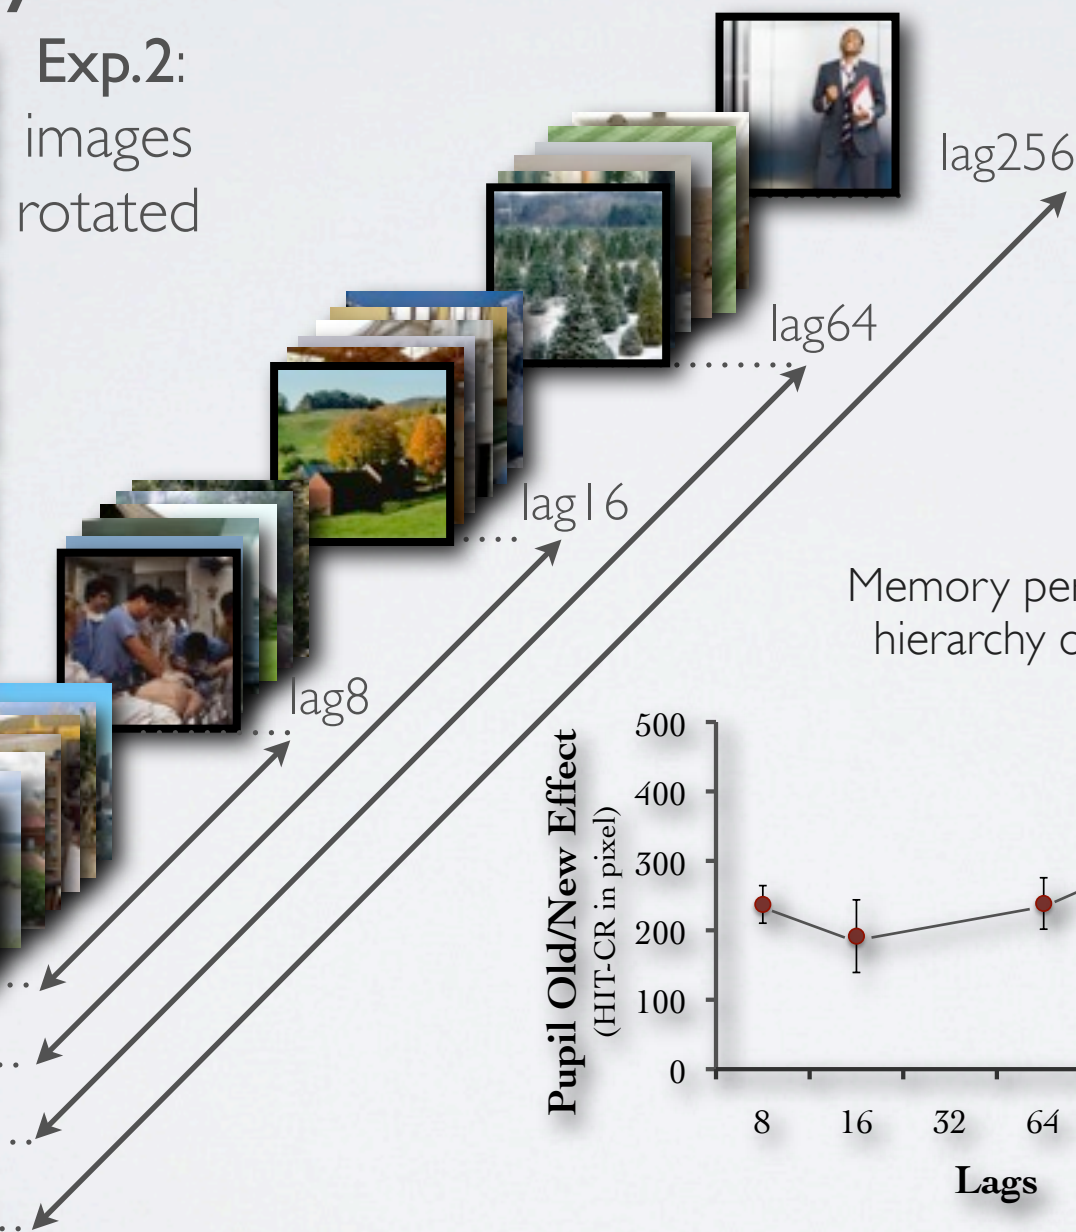 Exp.2:
images
rotated
lag256
lag64
lag16
lag8
Memory
hierarchy
Pupil Old/New Effect
(HIT-CR in pixel)
500
400
300
200
100
0
8 16 32 64
Lags